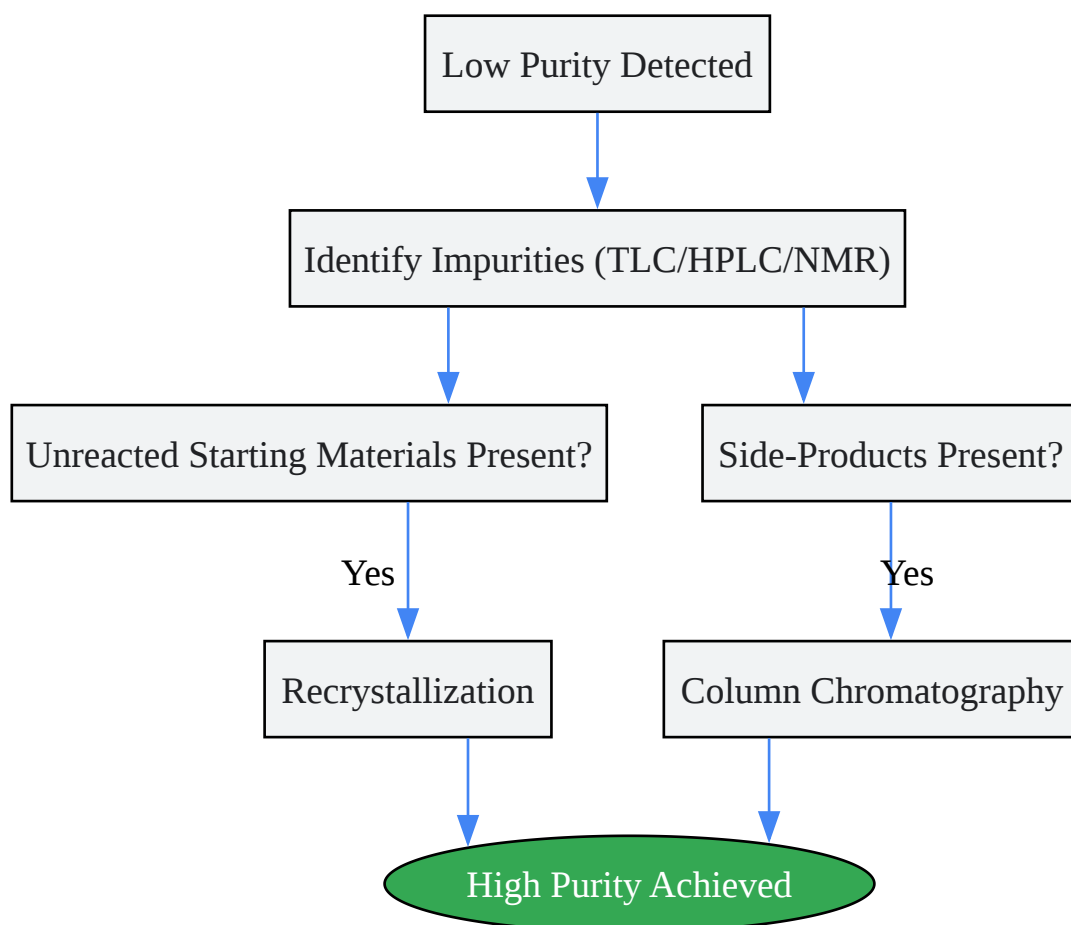 Low Purity Detected
Identify Impurities (TLC/HPLC/NMR)
Unreacted Starting Materials Present?
Side-Products Present?
Yes
Yes
Recrystallization
Column Chromatography
High Purity Achieved